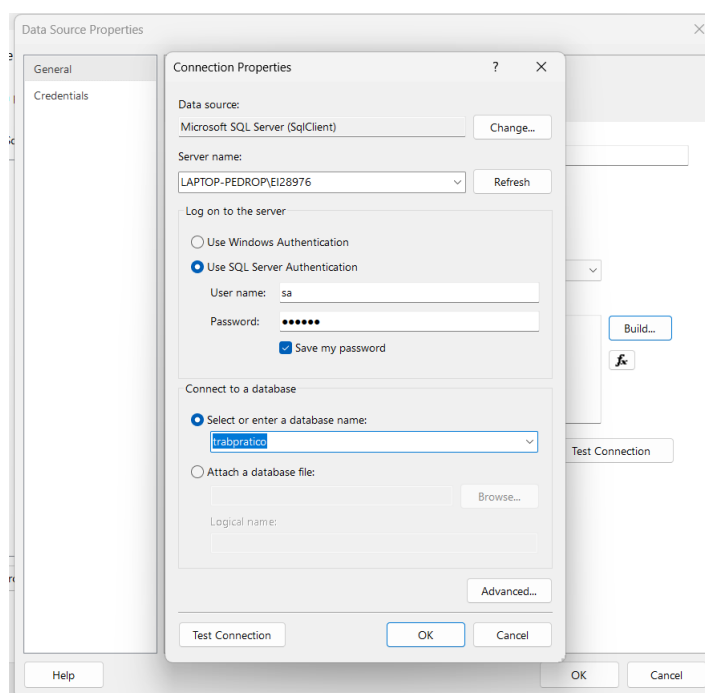 Data Source Properties
General
Credentials
Connection Properties
?
Data source:
Microsoft SQL Server (SqlClient)
Change...
Server name:
LAPTOP-PEDROP\EI28976
Refresh
Log on to the server
Use Windows Authentication
Use SQL Server Authentication
User name:
sa
Password:
••••••
Save my password
Build...
fx
Connect to a database
Select or enter a database name:
trabpratico
Test Connection
Attach a database file:
Browse...
Logical name:
Advanced...
Test Connection
OK
Cancel
Help
OK
Cancel